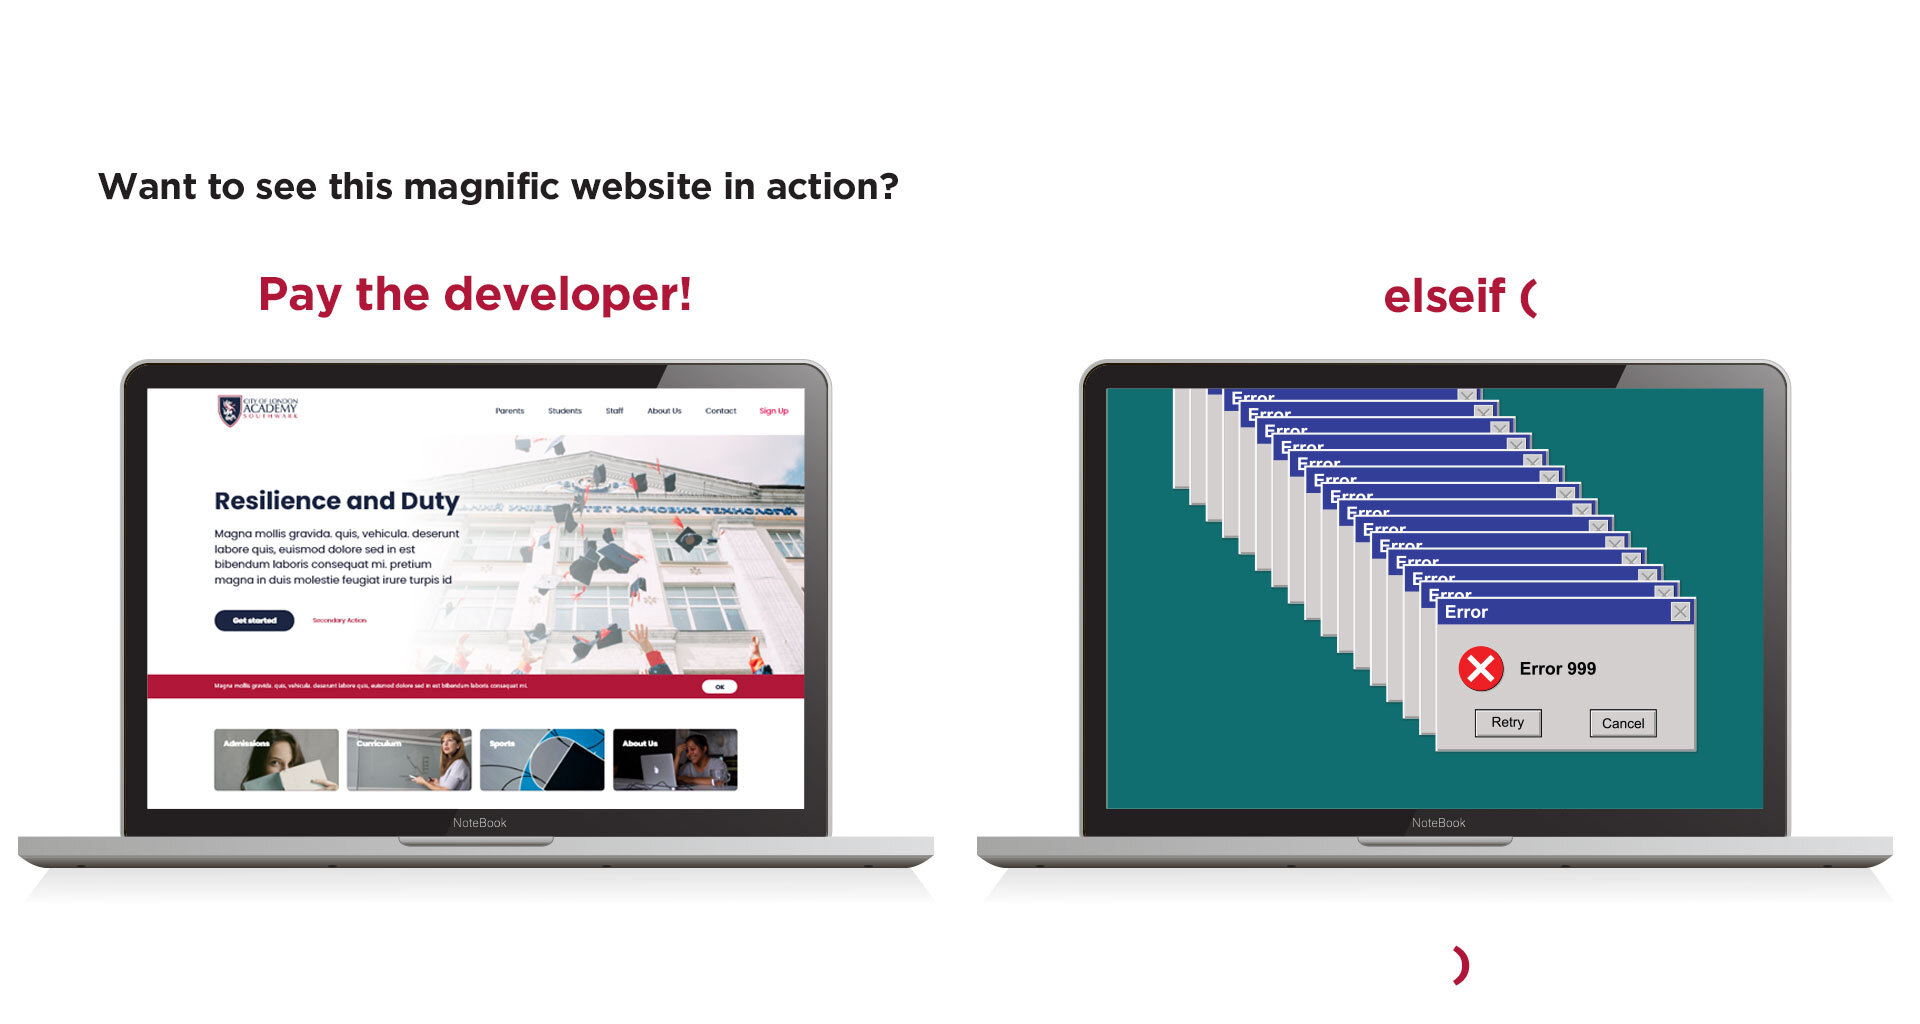 Want to see this magnific website in action?
Pay the developer!
CITY OF LONDON
ACADEMY
SOUTHWARK
Parents Students Staff About Us Contact Sign Up
Resilience and Duty
Magna mollis gravida. quis, vehicula. deserunt
labore quis, euismod dolore sed in est
bibendum laboris consequat mi. pretium
magna in duis molestie feugiat irure turpis id
ХАРЧОВИХ ТЕХНОЛОГІЙ
Get started Secondary Action
Magna mollis gravida. quis, vehicula. deserunt labore quis, euismod dolore sed in est bibendum laboris consequat mi.
OK
Admissions Curriculum Sports About Us
NoteBook
elseif (
Error
Error
Error
Error
Error
Error
Error
Error
Error
Error
Error
Error
Error
Error
Error 999
Retry Cancel
NoteBook
)